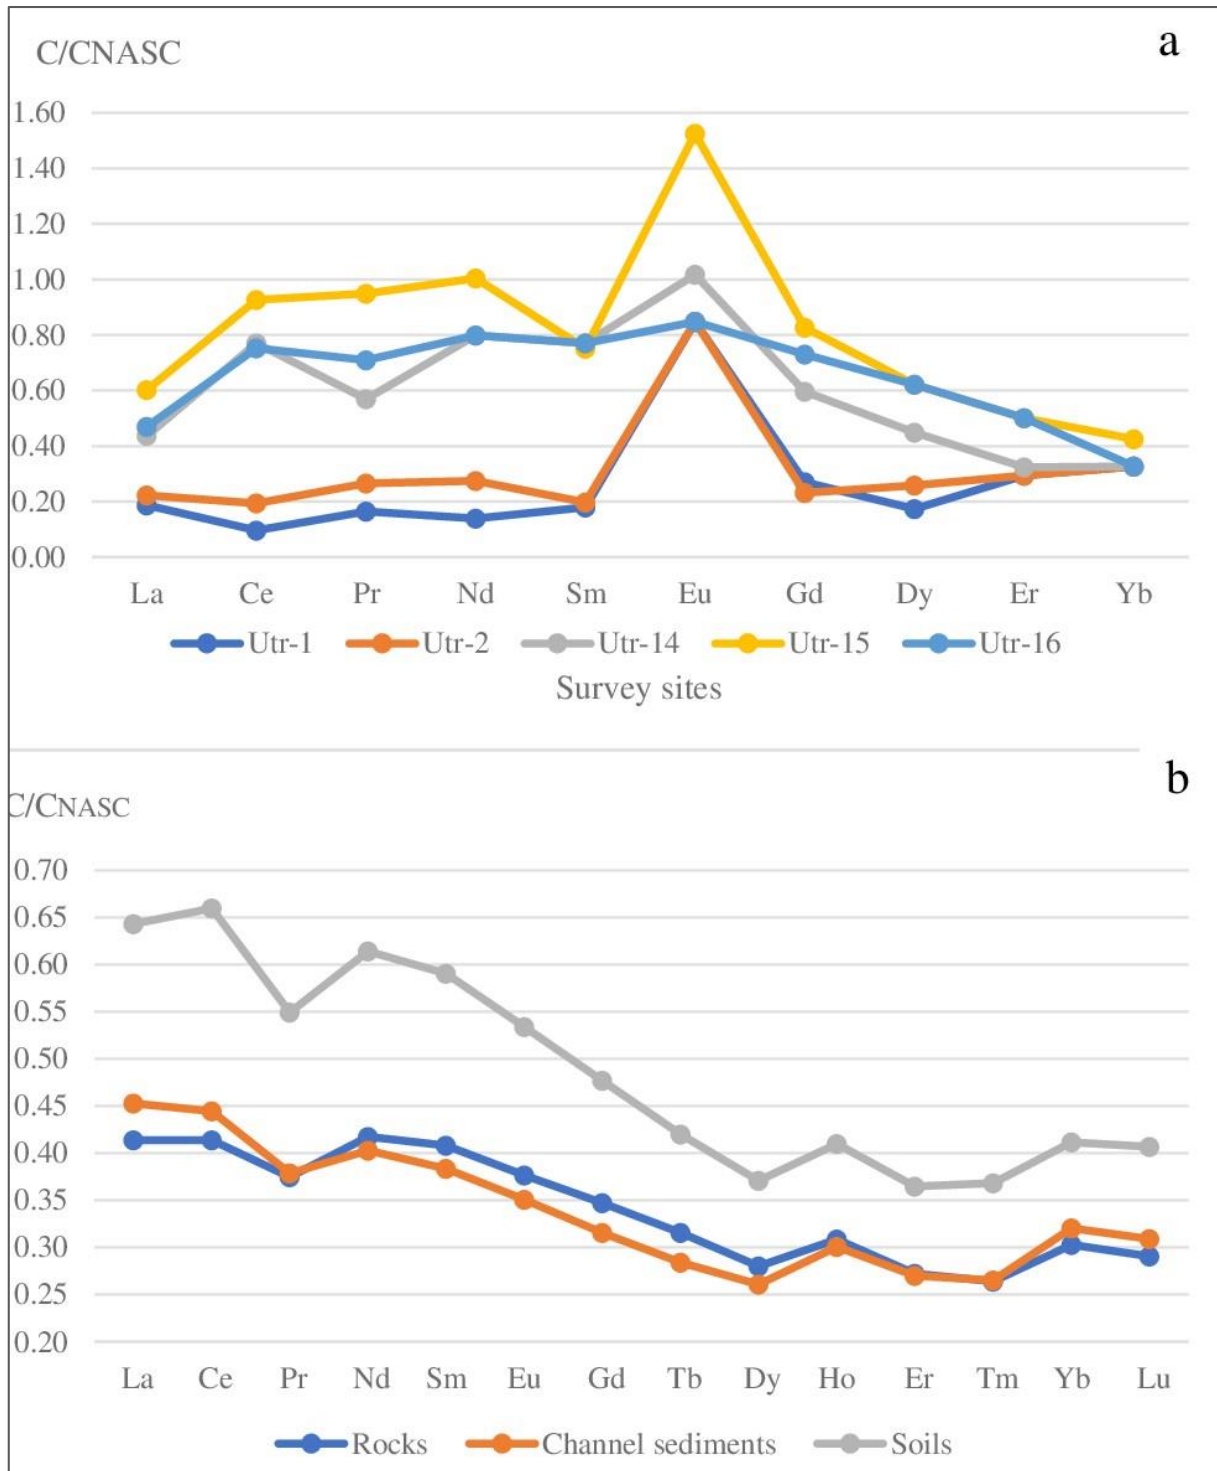 a
C/CNASC
1.60
1.40
1.20
1.00
0.80
0.60
0.40
0.20
0.00
La Ce Pr Nd Sm Eu Gd Dy Er Yb
Utr-1 Utr-2 Utr-14 Utr-15 Utr-16
Survey sites
b
C/CNASC
0.70
0.65
0.60
0.55
0.50
0.45
0.40
0.35
0.30
0.25
0.20
La Ce Pr Nd Sm Eu Gd Tb Dy Ho Er Tm Yb Lu
Rocks Channel sediments Soils